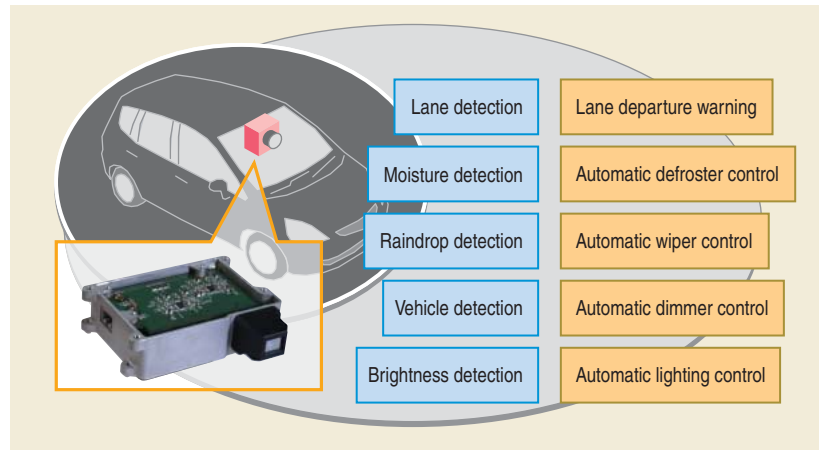 Lane detection
Lane departure warning
Moisture detection
Automatic defroster control
Raindrop detection
Automatic wiper control
Vehicle detection
Automatic dimmer control
Brightness detection
Automatic lighting control